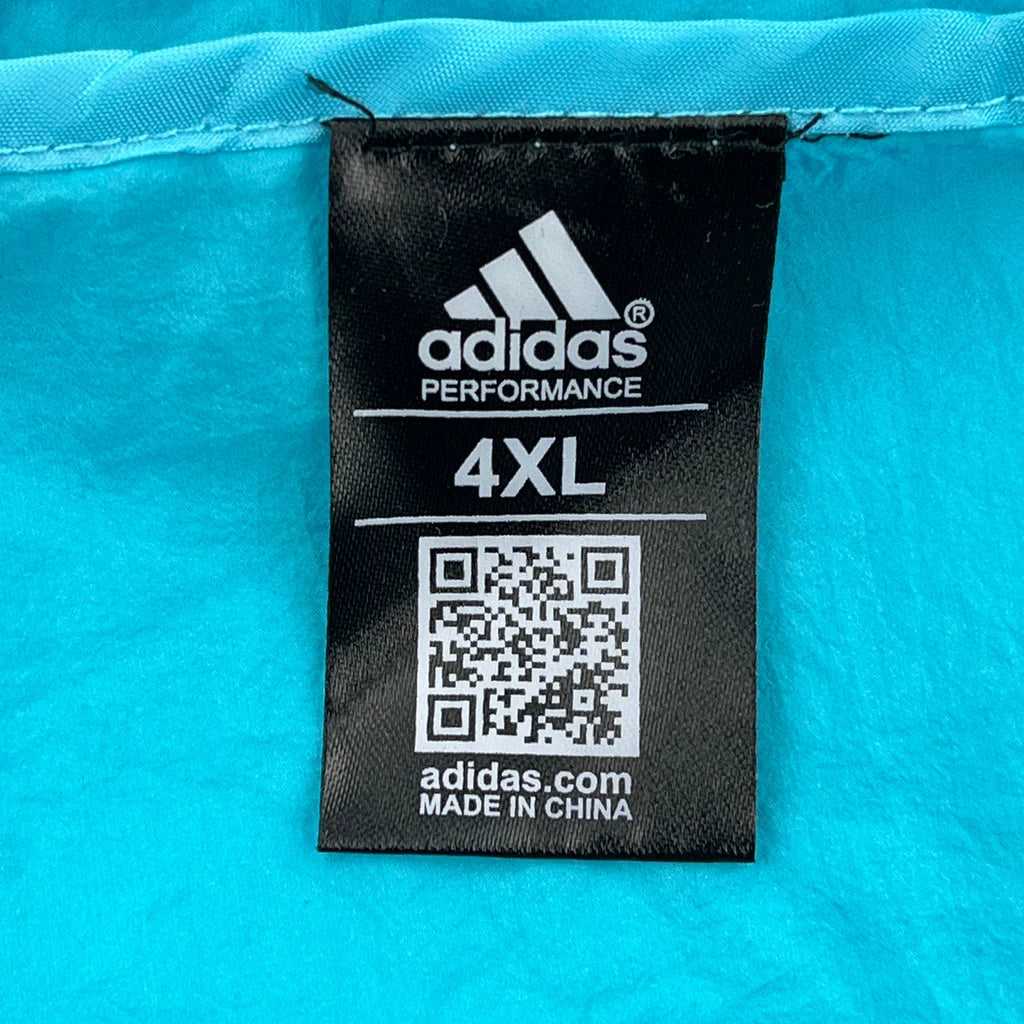 adidas®
PERFORMANCE
4XL
adidas.com
MADE IN CHINA